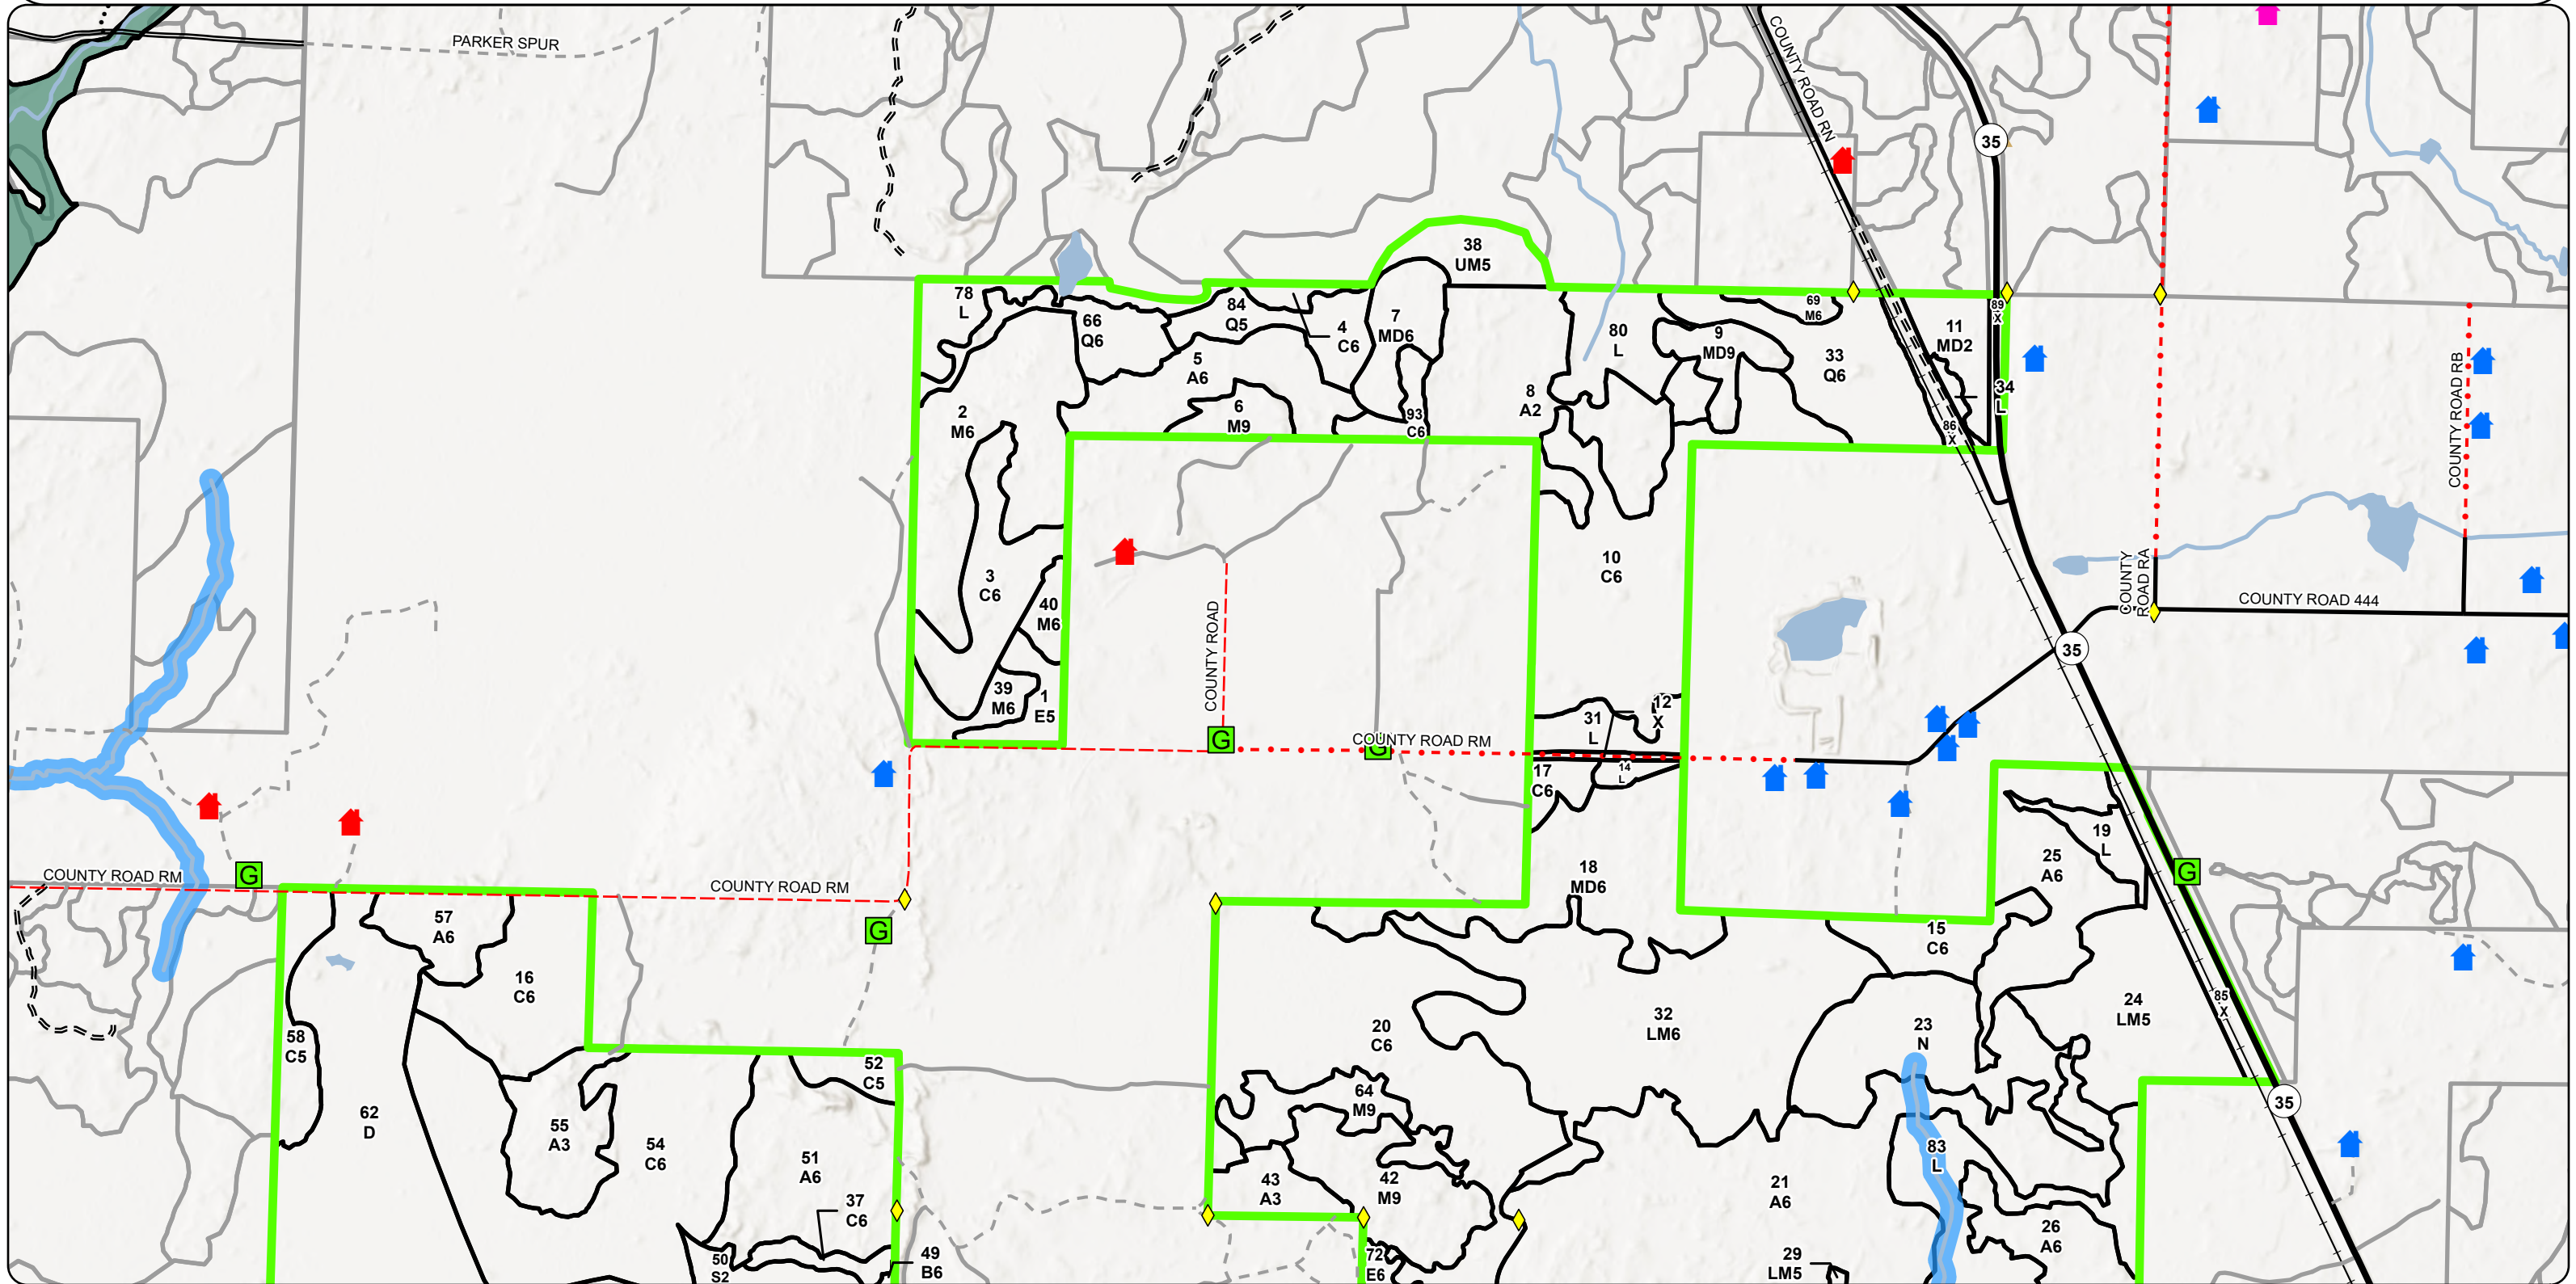 PARKER SPUR
COUNTY ROAD RN
35
38
UM5
78
L
84
Q5
66
Q6
4
C6
7
MD6
5
A6
6
M9
93
C6
2
M6
8
A2
80
L
9
MD9
69
M6
33
Q6
11
MD2
89
X
34
L
86
X
COUNTY ROAD RB
3
C6
40
M6
39
M6
1
E5
10
C6
COUNTY ROAD
COUNTY
ROAD RA
COUNTY ROAD 444
35
G
G
COUNTY ROAD RM
31
L
12
X
17
C6
14
L
COUNTY ROAD RM
G
COUNTY ROAD RM
G
G
19
L
25
A6
18
MD6
15
C6
57
A6
16
C6
58
C5
62
D
52
C5
55
A3
54
C6
51
A6
37
C6
50
S2
49
B6
20
C6
32
LM6
23
N
24
LM5
85
X
35
64
M9
43
A3
42
M9
72
E6
21
A6
83
L
26
A6
29
LM5